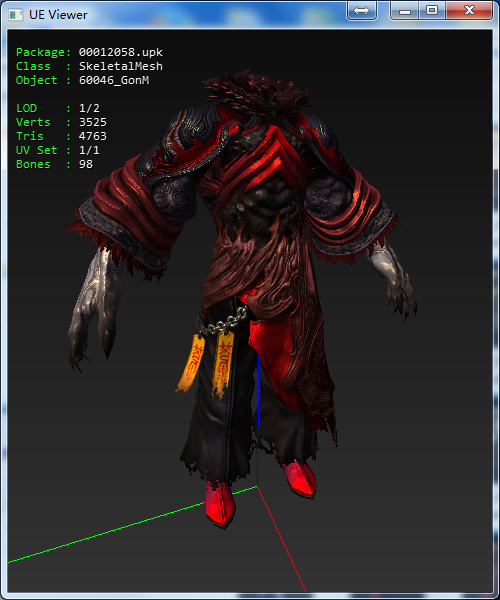 UE Viewer
Package: 00012058.upk
Class  : SkeletalMesh
Object : 60046_GonM
LOD    : 1/2
Verts  : 3525
Tris   : 4763
UV Set : 1/1
Bones  : 98